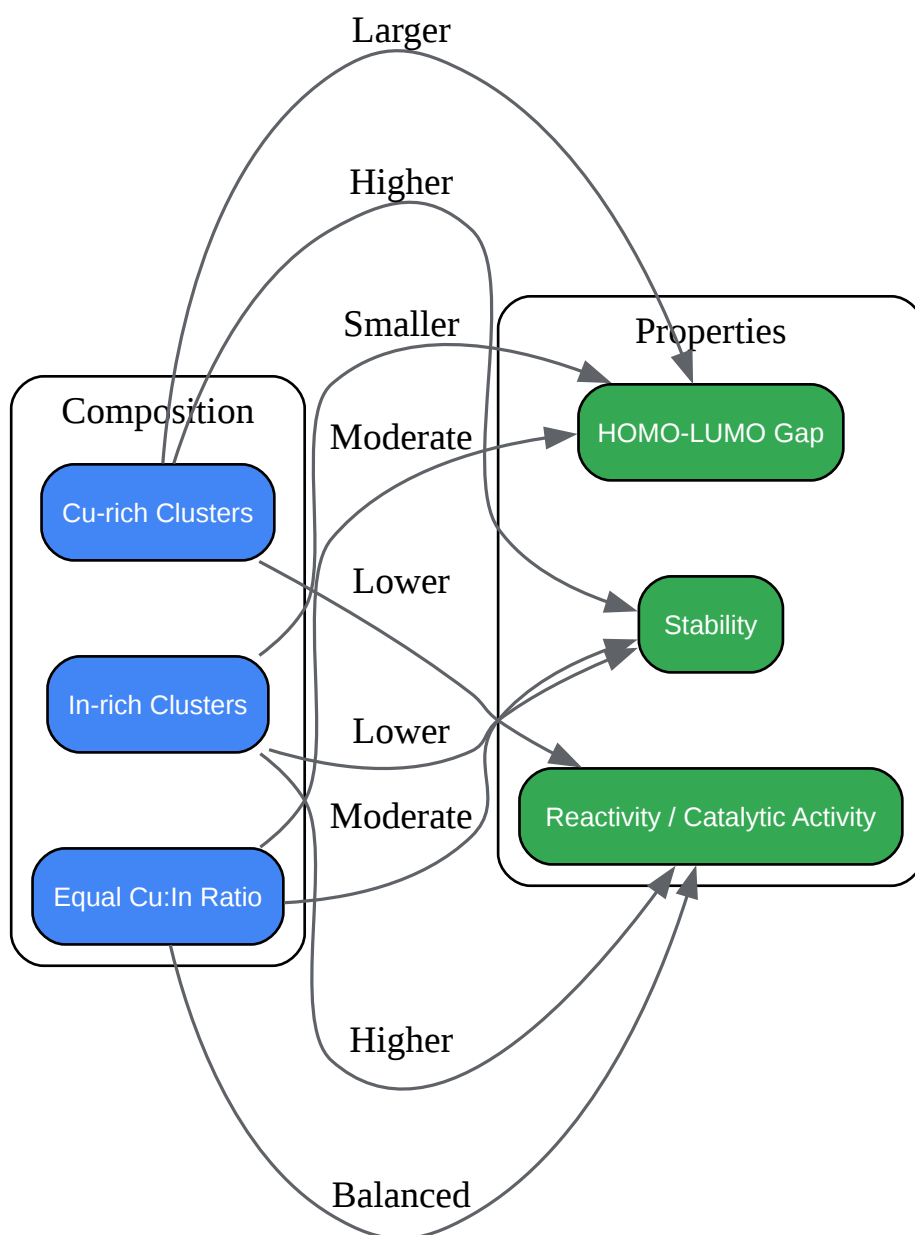 Larger
Higher
Smaller
Properties
Composition
Moderate
HOMO-LUMO Gap
Cu-rich Clusters
Lower
Stability
In-rich Clusters
Lower
Moderate
Reactivity / Catalytic Activity
Equal Cu:In Ratio
Higher
Balanced